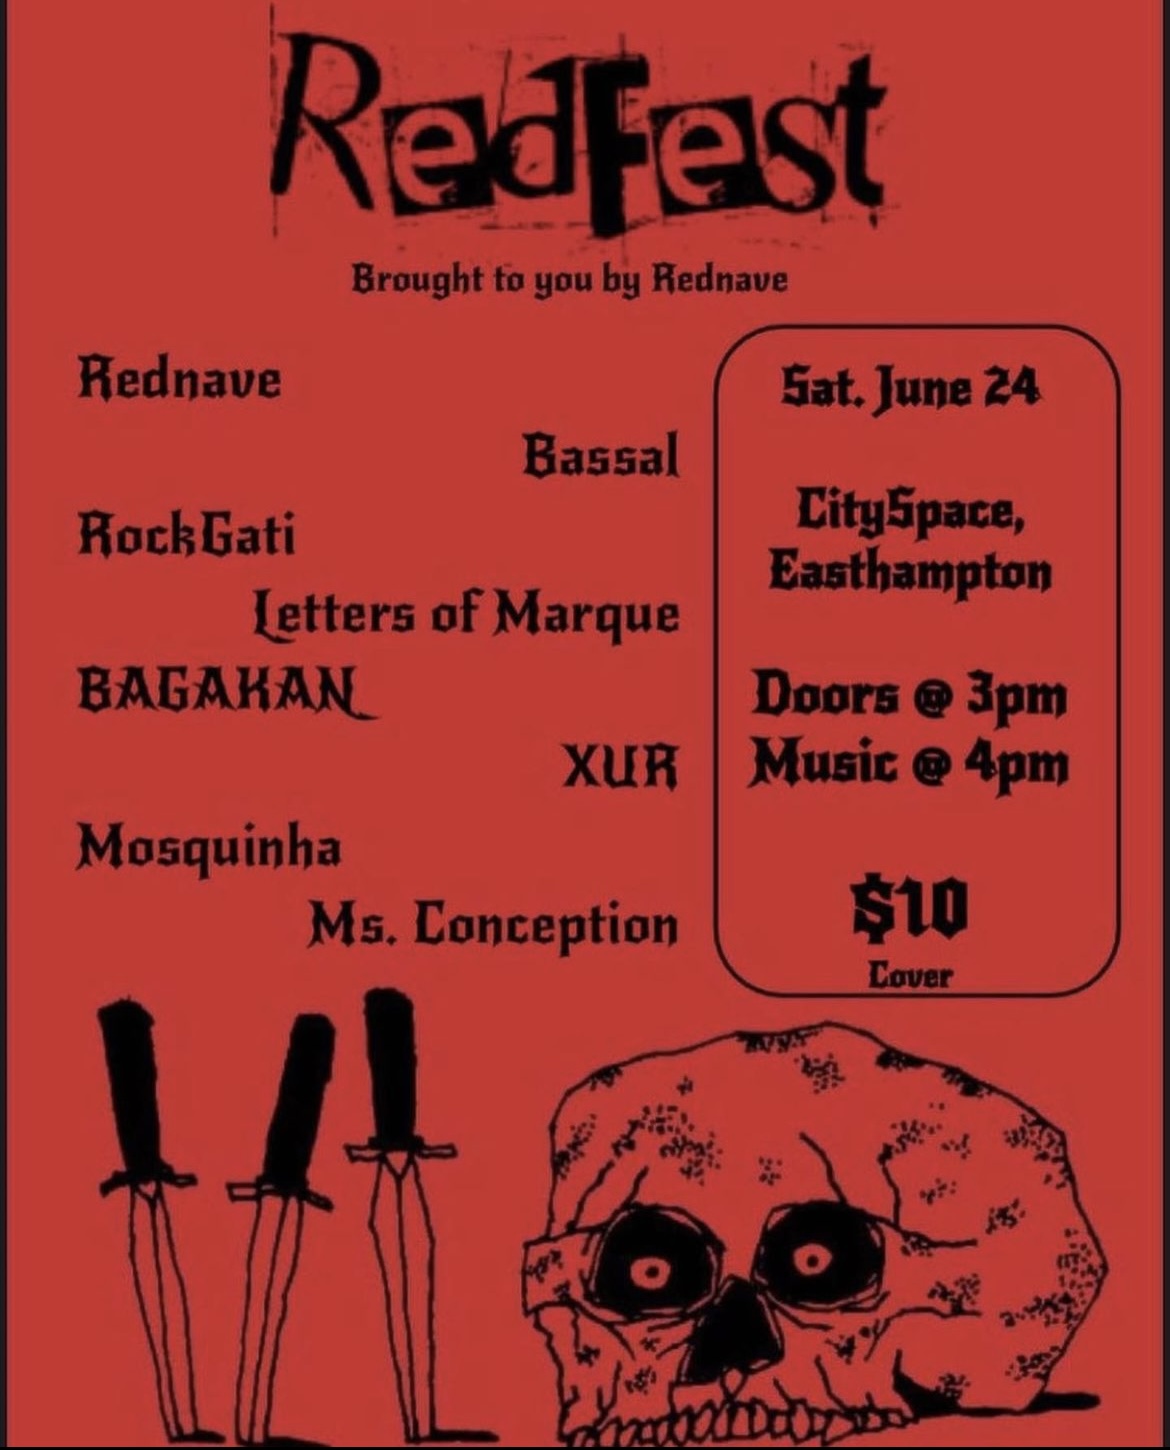 RedFest
Brought to you by Rednave
Rednave
Bassal
RockGati
Letters of Marque
BAGAKAN
XUR
Mosquinha
Ms. Conception
Sat. June 24
CitySpace,
Easthampton
Doors @ 3pm
Music @ 4pm
$10
Cover